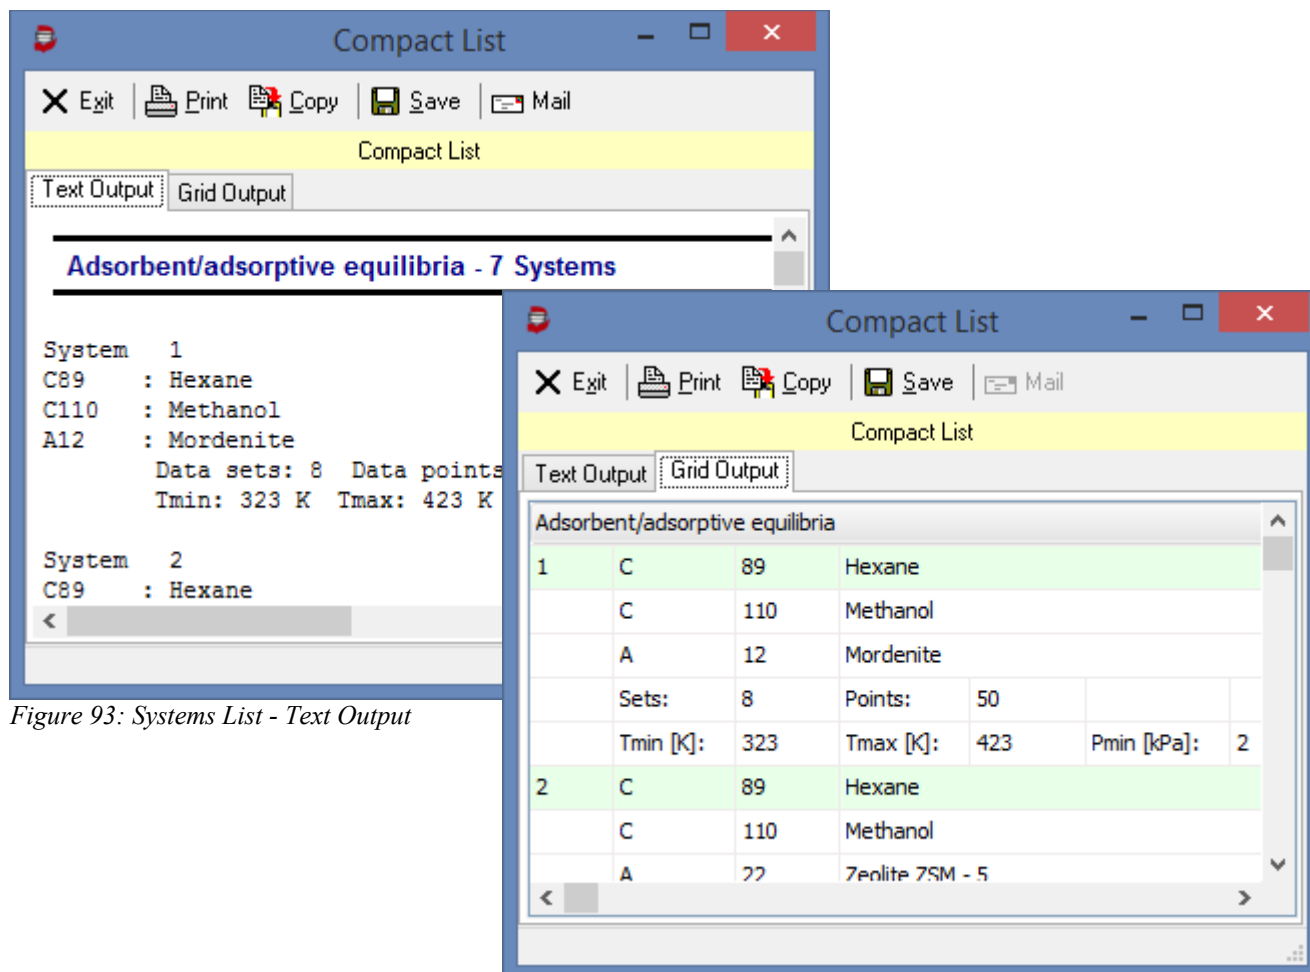 Compact List
Exit Print Copy Save Mail
Compact List
Text Output Grid Output
Adsorbent/adsorptive equilibria - 7 Systems
System 1
C89 : Hexane
C110 : Methanol
A12 : Mordenite
Data sets: 8 Data points
Tmin: 323 K Tmax: 423 K
System 2
C89 : Hexane
Figure 93: Systems List - Text Output
Compact List
Exit Print Copy Save Mail
Compact List
Text Output Grid Output
Adsorbent/adsorptive equilibria
1 C 89 Hexane
C 110 Methanol
A 12 Mordenite
Sets: 8 Points: 50
Tmin [K]: 323 Tmax [K]: 423 Pmin [kPa]: 2
2 C 89 Hexane
C 110 Methanol
A 22 Zeolite ZSM - 5